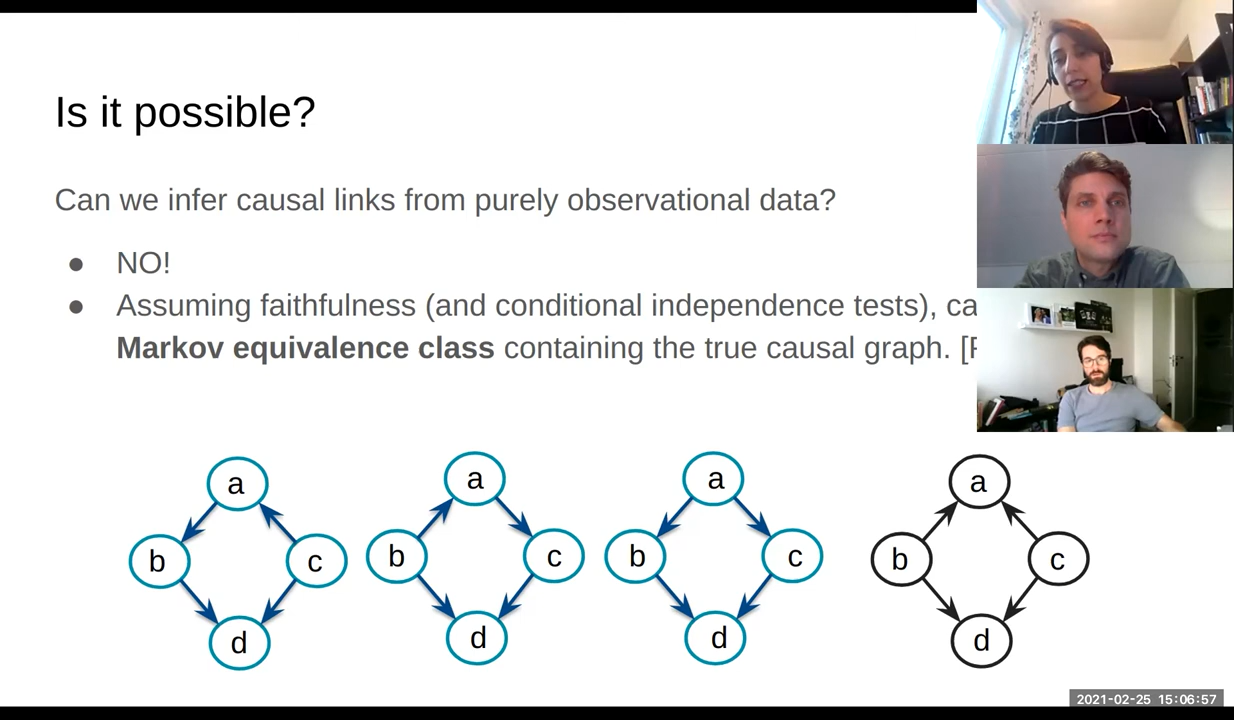 Is it possible?
Can we infer causal links from purely observational data?
● NO!
● Assuming faithfulness (and conditional independence tests), ca
Markov equivalence class containing the true causal graph. [
a
b
c
d
a
b
c
d
a
b
c
d
a
b
c
d
2021-02-25 15:06:57